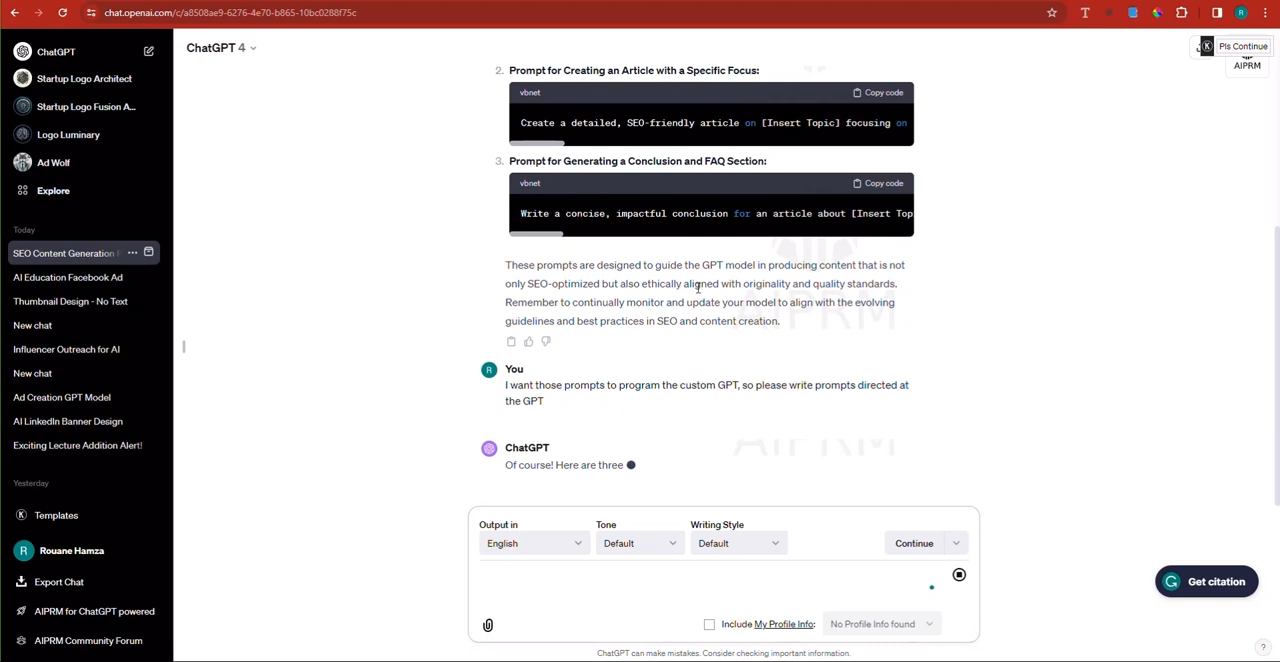 chat.openai.com/c/a8508ae9-6276-4e70-b865-10bc0288f75c
ChatGPT
Startup Logo Architect
Startup Logo Fusion A...
Logo Luminary
Ad Wolf
Explore
Today
SEO Content Generation
AI Education Facebook Ad
Thumbnail Design - No Text
New chat
Influencer Outreach for AI
New chat
Ad Creation GPT Model
AI LinkedIn Banner Design
Exciting Lecture Addition Alert!
Yesterday
Templates
Rouane Hamza
Export Chat
AIPRM for ChatGPT powered
AIPRM Community Forum
ChatGPT 4
K Pls Continue
AIPRM
2. Prompt for Creating an Article with a Specific Focus:
vbnet Copy code
Create a detailed, SEO-friendly article on [Insert Topic] focusing on
3. Prompt for Generating a Conclusion and FAQ Section:
vbnet Copy code
Write a concise, impactful conclusion for an article about [Insert Top
These prompts are designed to guide the GPT model in producing content that is not
only SEO-optimized but also ethically aligned with originality and quality standards.
Remember to continually monitor and update your model to align with the evolving
guidelines and best practices in SEO and content creation.
AIPRM
R You
I want those prompts to program the custom GPT, so please write prompts directed at
the GPT
ChatGPT
Of course! Here are three
AIPRM
Output in Tone Writing Style
English Default Default Continue
Include My Profile Info: No Profile Info found
ChatGPT can make mistakes. Consider checking important information.
Get citation
?